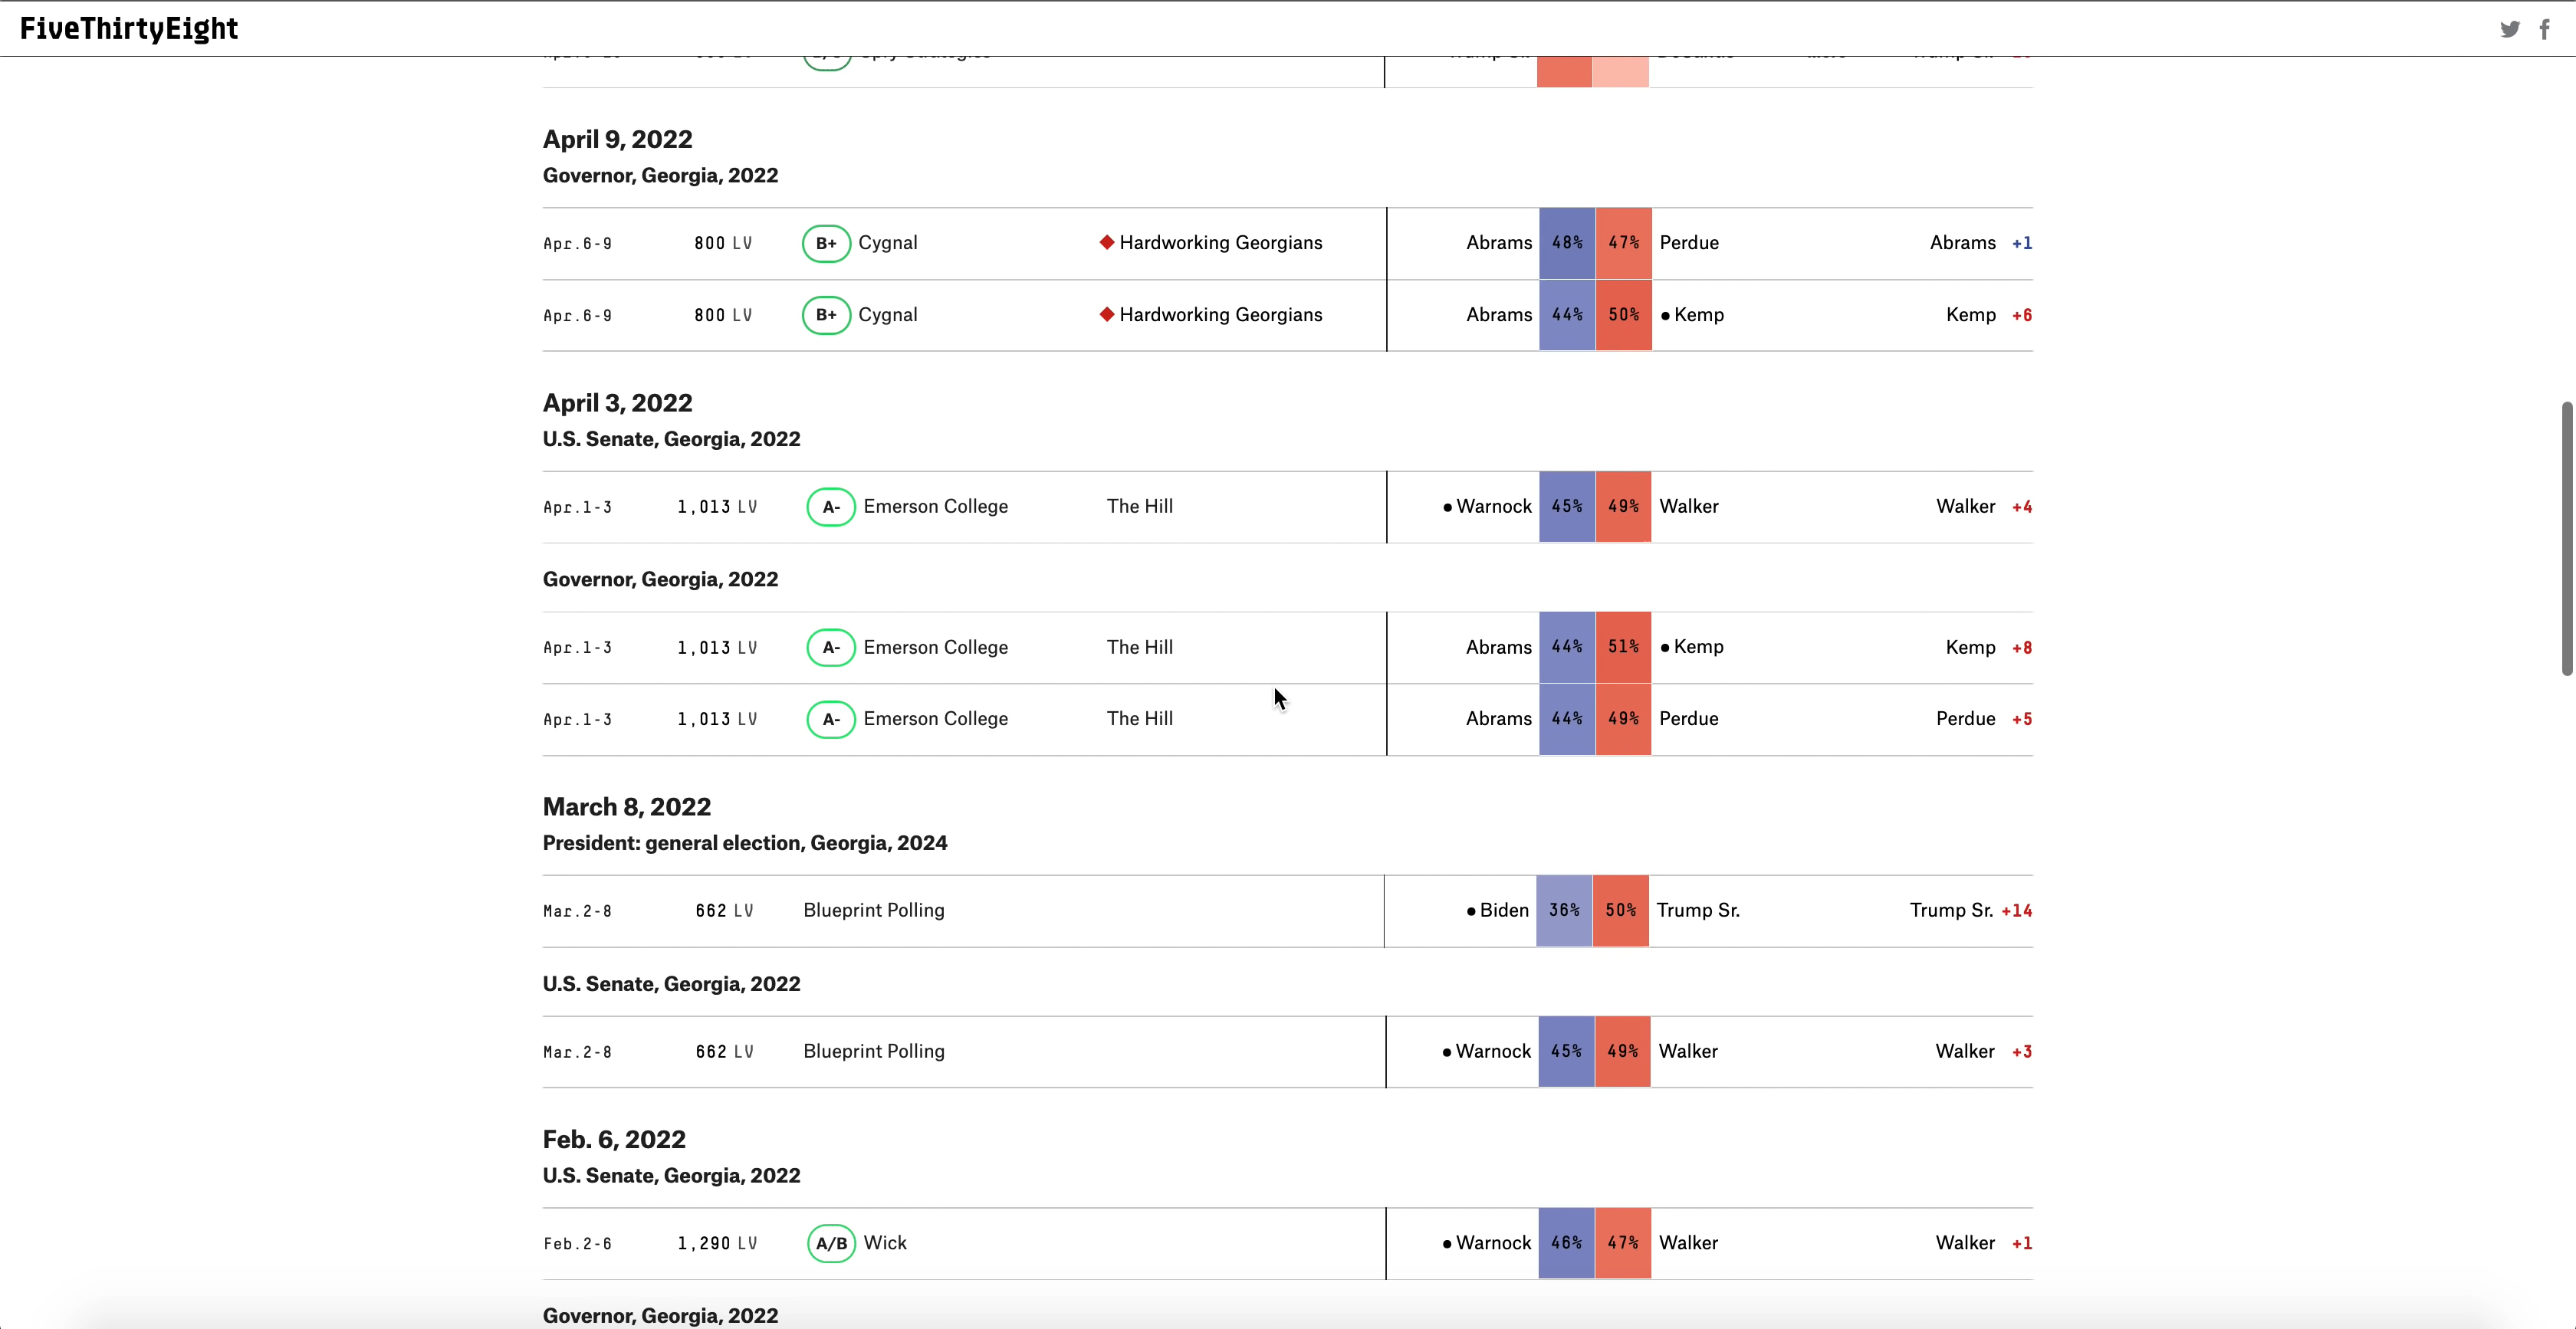 FiveThirtyEight
April 9, 2022
Governor, Georgia, 2022
Apr.6-9 800 LV B+ Cygnal Hardworking Georgians Abrams 48% 47% Perdue Abrams +1
Apr.6-9 800 LV B+ Cygnal Hardworking Georgians Abrams 44% 50% Kemp Kemp +6
April 3, 2022
U.S. Senate, Georgia, 2022
Apr.1-3 1,013 LV A- Emerson College The Hill Warnock 45% 49% Walker Walker +4
Governor, Georgia, 2022
Apr.1-3 1,013 LV A- Emerson College The Hill Abrams 44% 51% Kemp Kemp +8
Apr.1-3 1,013 LV A- Emerson College The Hill Abrams 44% 49% Perdue Perdue +5
March 8, 2022
President: general election, Georgia, 2024
Mar.2-8 662 LV Blueprint Polling Biden 36% 50% Trump Sr. Trump Sr. +14
U.S. Senate, Georgia, 2022
Mar.2-8 662 LV Blueprint Polling Warnock 45% 49% Walker Walker +3
Feb. 6, 2022
U.S. Senate, Georgia, 2022
Feb.2-6 1,290 LV A/B Wick Warnock 46% 47% Walker Walker +1
Governor, Georgia, 2022